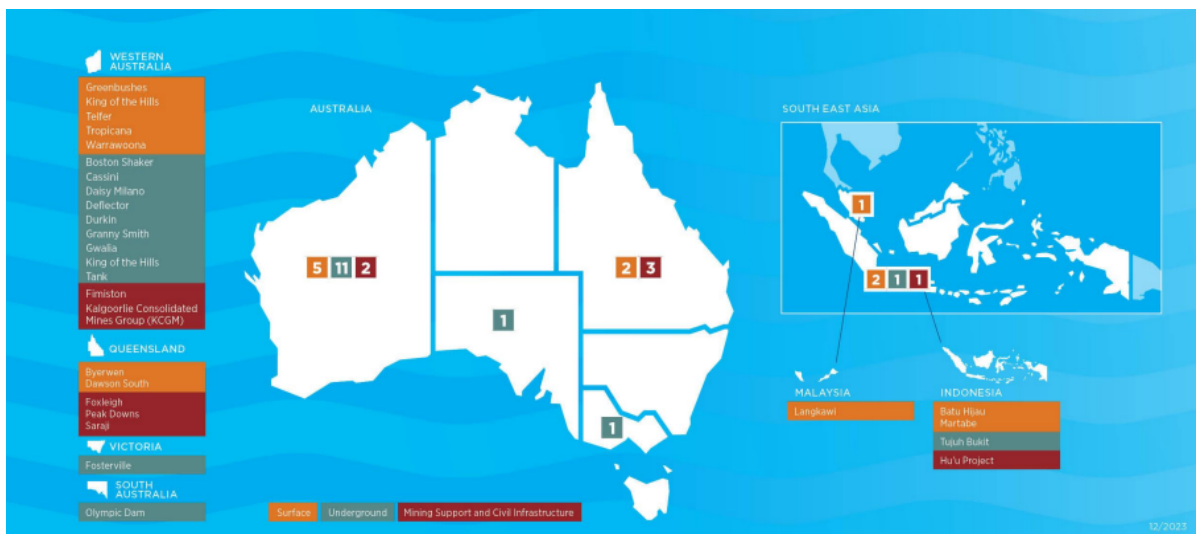 WESTERN
AUSTRALIA
Greenbushes
King of the Hills
Telfer
Tropicana
Warrawoona
Boston Shaker
Cassini
Daisy Milano
Deflector
Durkin
Granny Smith
Gwalia
King of the Hills
Tank
Fimiston
Kalgoorlie Consolidated
Mines Group (KCGM)
QUEENSLAND
Byerwen
Dawson South
Foxleigh
Peak Downs
Saraji
VICTORIA
Fosterville
SOUTH
AUSTRALIA
Olympic Dam
AUSTRALIA
5 11 2
2 3
1
1
Surface
Underground
Mining Support and Civil Infrastructure
SOUTH EAST ASIA
1
2 1 1
MALAYSIA
Langkawi
INDONESIA
Batu Hijau
Martabe
Tujuh Bukit
Hu'u Project
12/2023